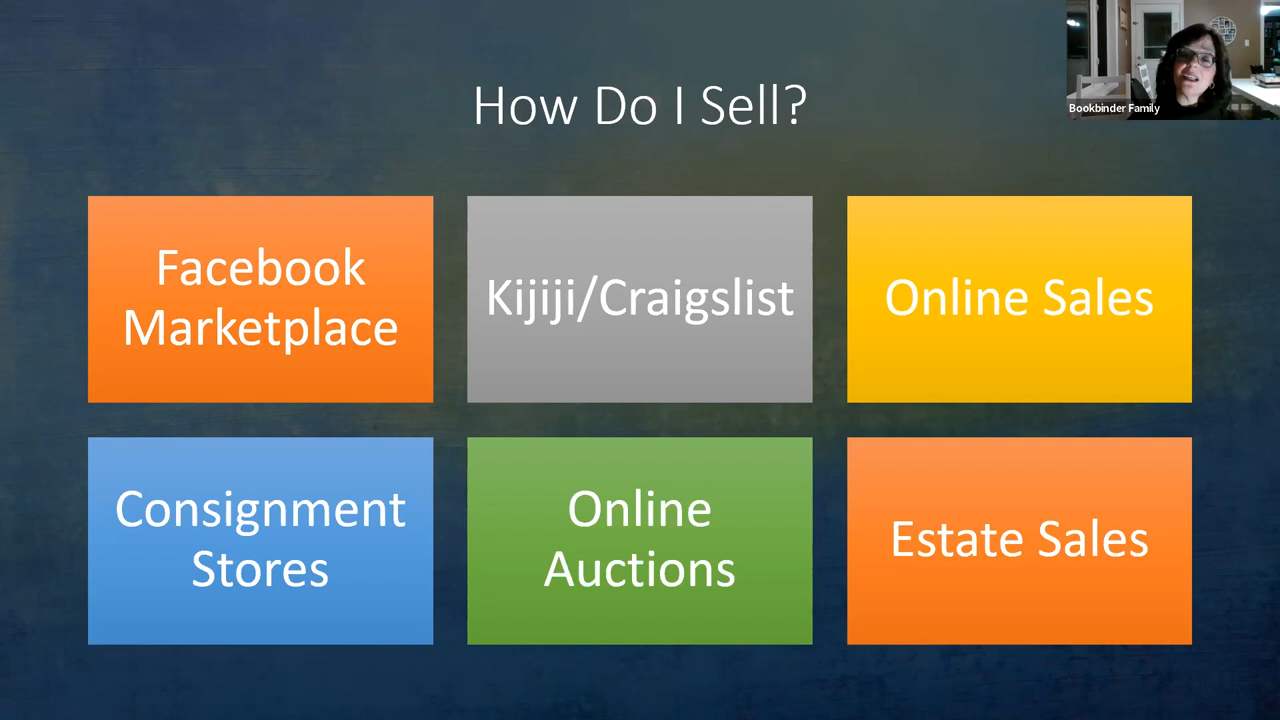 How Do I Sell?
Bookbinder Family
Facebook
Marketplace
Kijiji/Craigslist
Online Sales
Consignment
Stores
Online
Auctions
Estate Sales